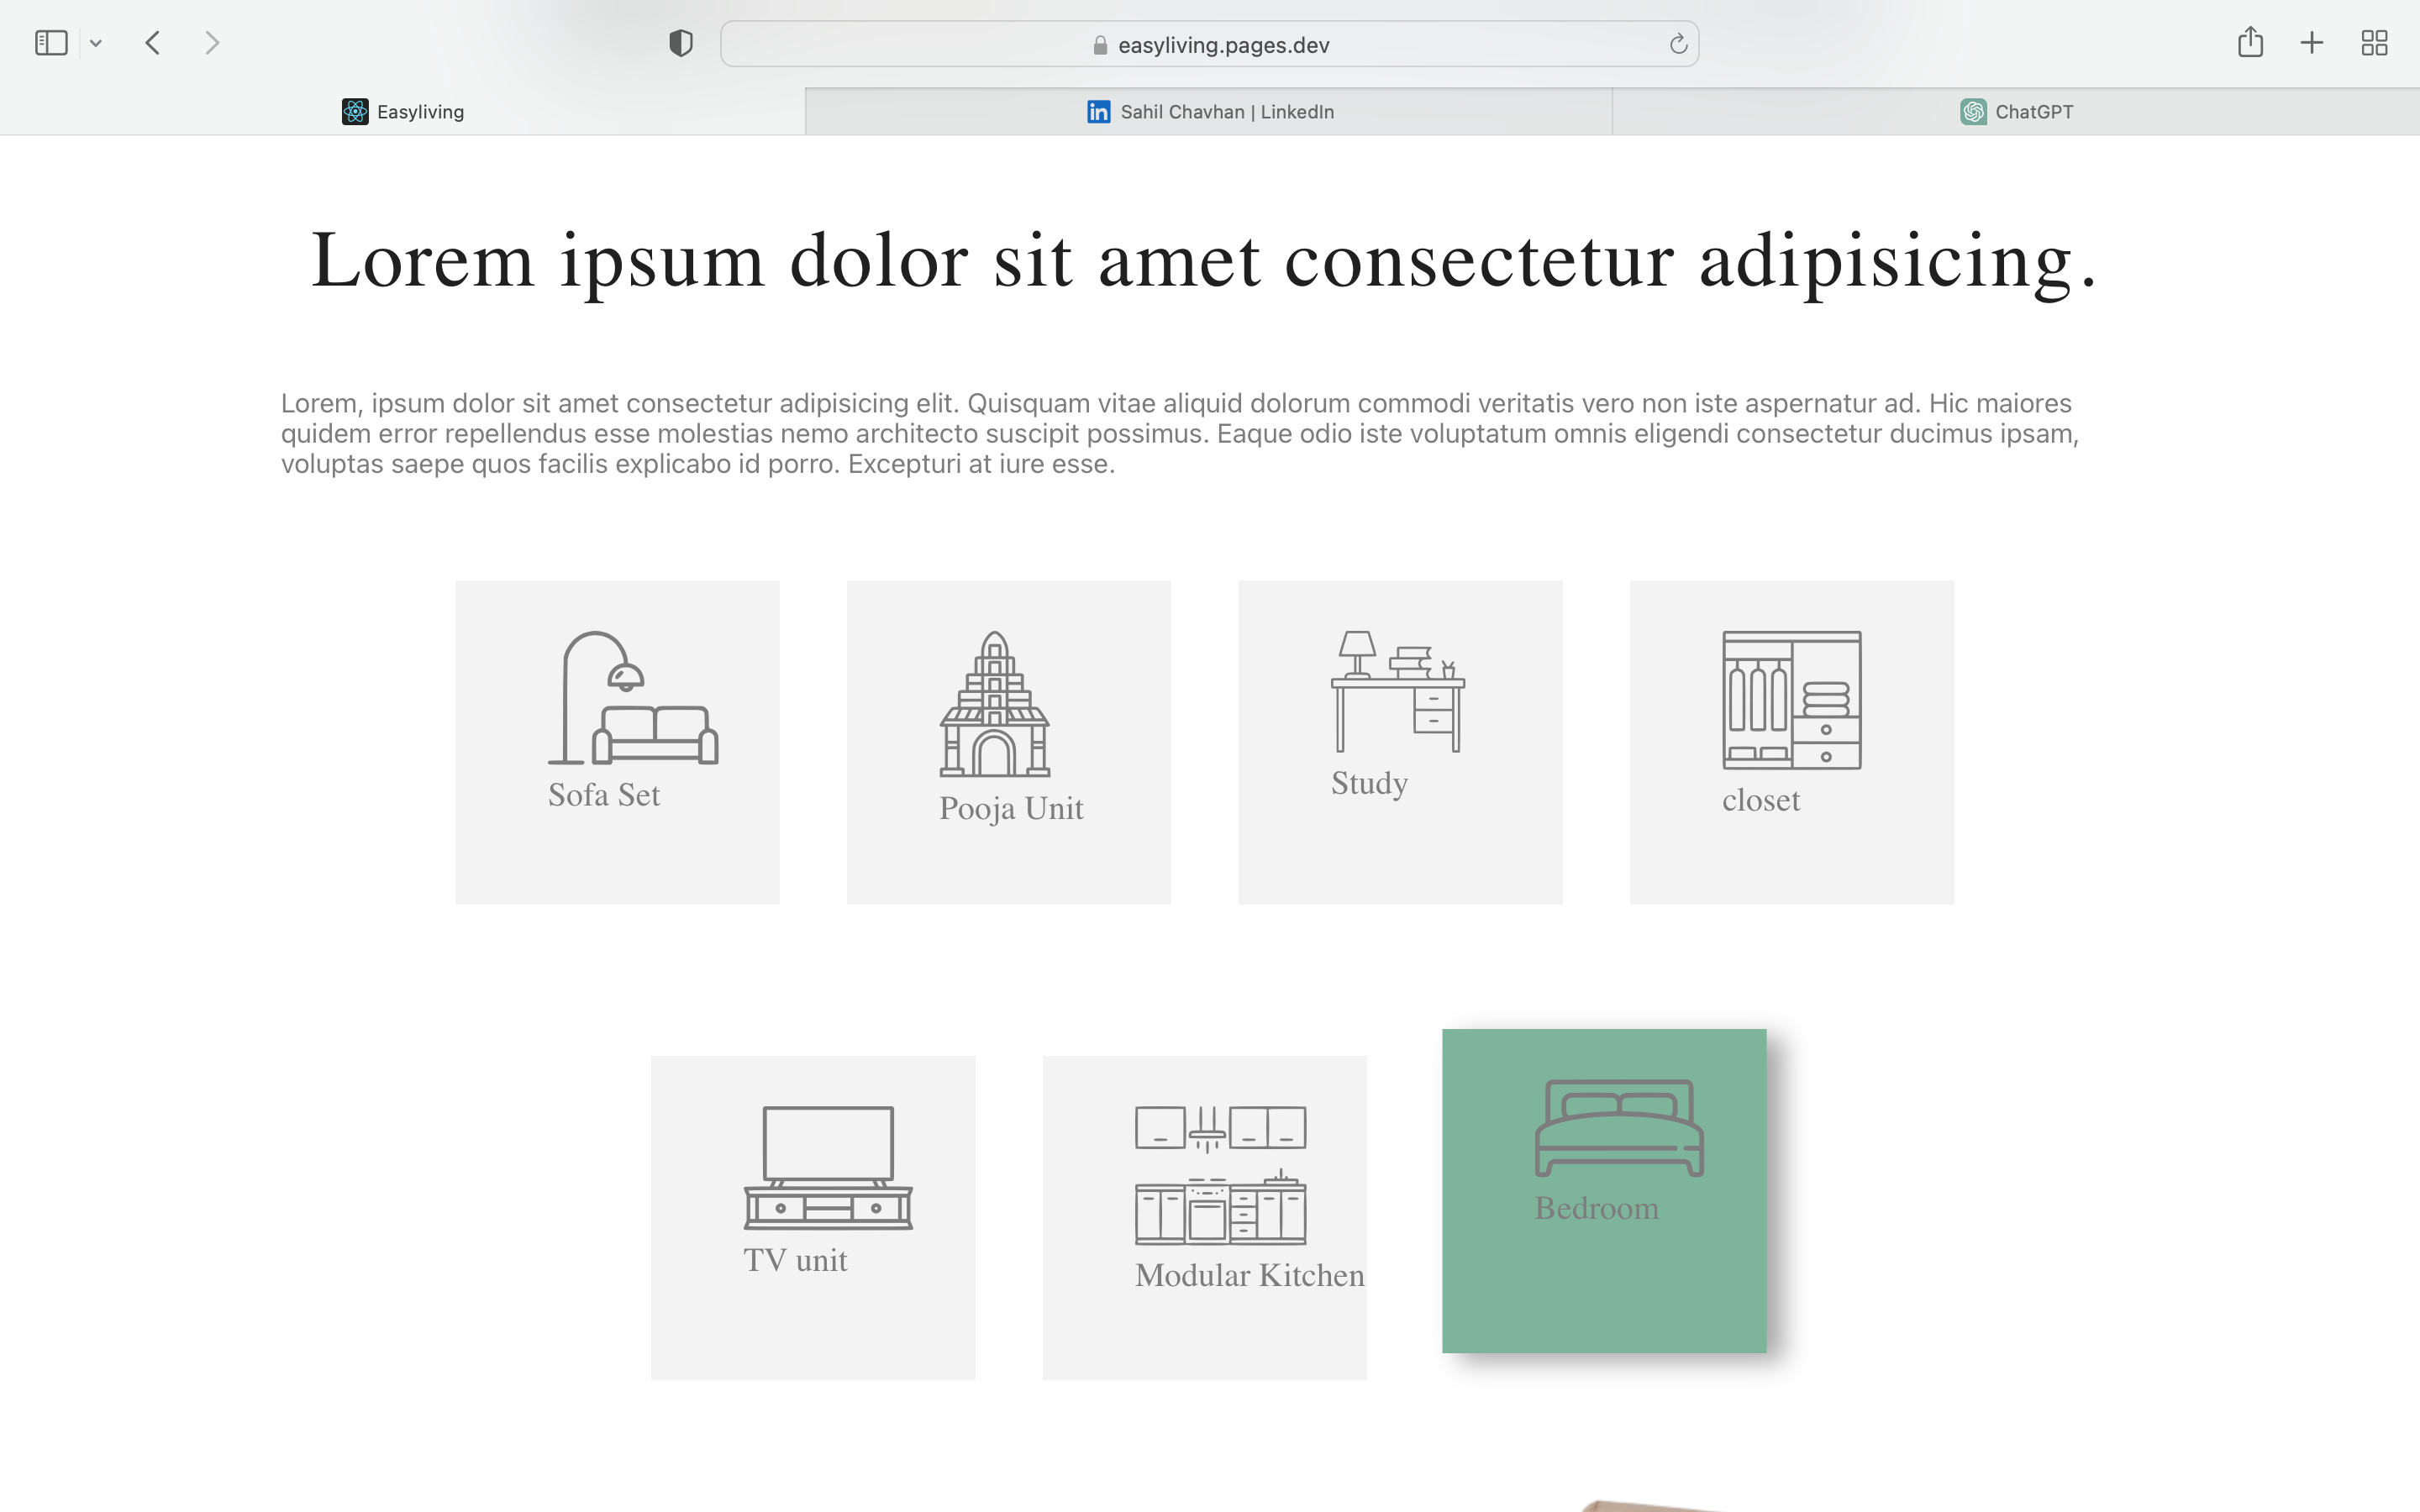 easyliving.pages.dev
Easyliving
Sahil Chavhan | LinkedIn
ChatGPT
Lorem ipsum dolor sit amet consectetur adipisicing.
Lorem, ipsum dolor sit amet consectetur adipisicing elit. Quisquam vitae aliquid dolorum commodi veritatis vero non iste aspernatur ad. Hic maiores
quidem error repellendus esse molestias nemo architecto suscipit possimus. Eaque odio iste voluptatum omnis eligendi consectetur ducimus ipsam,
voluptas saepe quos facilis explicabo id porro. Excepturi at iure esse.
Sofa Set
Pooja Unit
Study
closet
TV unit
Modular Kitchen
Bedroom